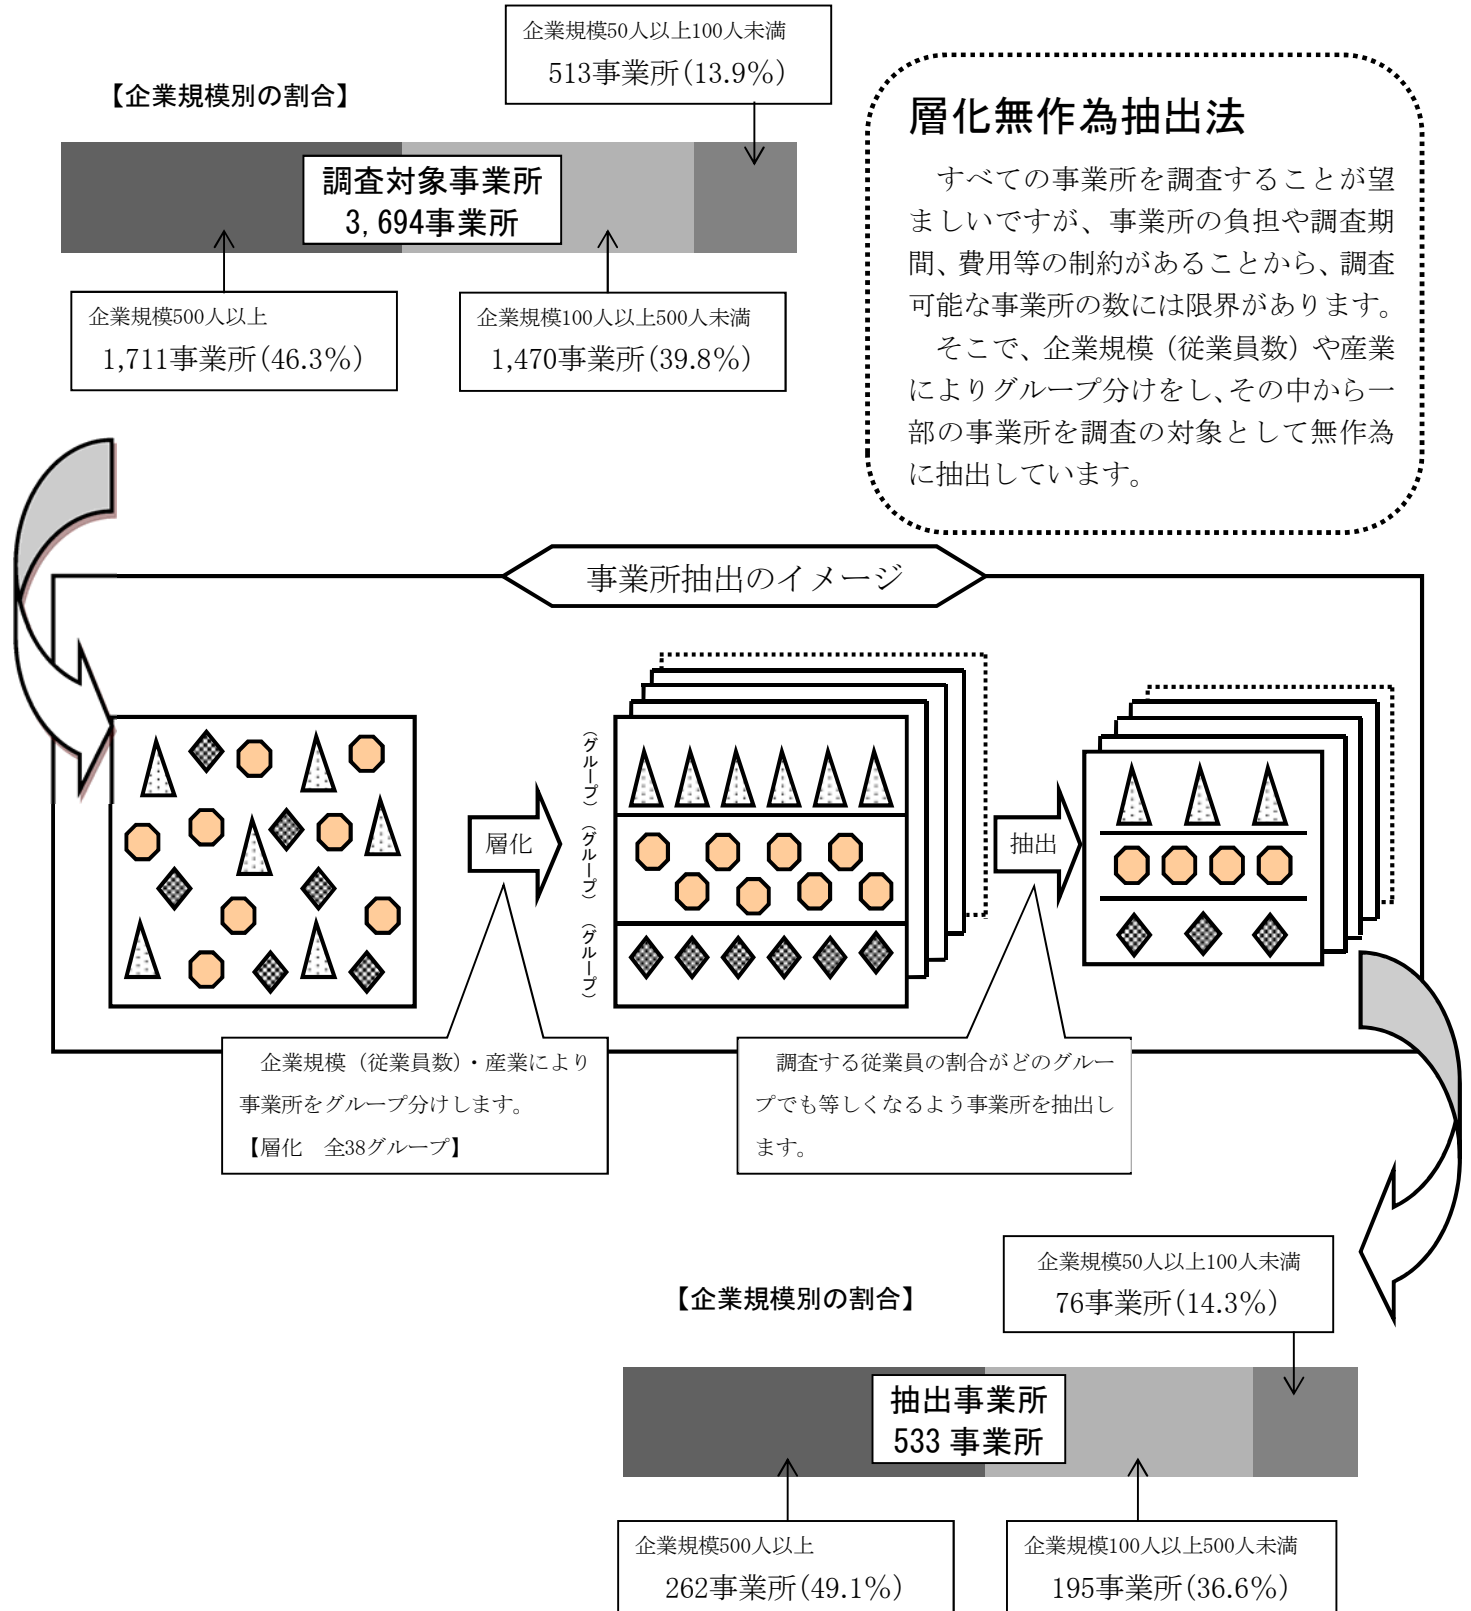 企業規模50人以上100人未満
513事業所(13.9%)
【企業規模別の割合】
調査対象事業所
3,694事業所
企業規模500人以上
1,711事業所(46.3%)
企業規模100人以上500人未満
1,470事業所(39.8%)
層化無作為抽出法
すべての事業所を調査することが望
ましいですが、事業所の負担や調査期
間、費用等の制約があることから、調査
可能な事業所の数には限界があります。
そこで、企業規模(従業員数)や産業
によりグループ分けをし、その中から一
部の事業所を調査の対象として無作為
に抽出しています。
事業所抽出のイメージ
層化
(グループ)
(グループ)
(グループ)
抽出
企業規模(従業員数)・産業により
事業所をグループ分けします。
【層化 全38グループ】
調査する従業員の割合がどのグルー
プでも等しくなるよう事業所を抽出し
ます。
企業規模50人以上100人未満
76事業所(14.3%)
【企業規模別の割合】
抽出事業所
533 事業所
企業規模500人以上
262事業所(49.1%)
企業規模100人以上500人未満
195事業所(36.6%)